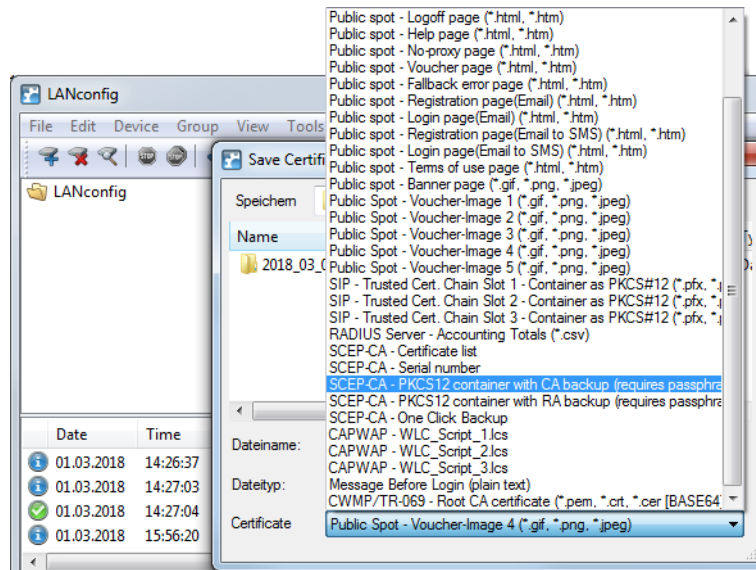 LANconfig
File Edit Device Group View Tools
LANconfig
Date Time
01.03.2018 14:26:37
01.03.2018 14:27:03
01.03.2018 14:27:04
01.03.2018 15:56:20
Save Certifi
Speichern
Name
2018_03_0
Dateiname:
Dateityp:
Certificate
Public Spot - Voucher-Image 4 (*.gif, *.png, *.jpeg)
Public spot - Logoff page (*.html, *.htm)
Public spot - Help page (*.html, *.htm)
Public spot - No-proxy page (*.html, *.htm)
Public spot - Voucher page (*.html, *.htm)
Public spot - Fallback error page (*.html, *.htm)
Public spot - Registration page(Email) (*.html, *.htm)
Public spot - Login page(Email) (*.html, *.htm)
Public spot - Registration page(Email to SMS) (*.html, *.htm)
Public spot - Login page(Email to SMS) (*.html, *.htm)
Public spot - Terms of use page (*.html, *.htm)
Public spot - Banner page (*.gif, *.png, *.jpeg)
Public Spot - Voucher-Image 1 (*.gif, *.png, *.jpeg)
Public Spot - Voucher-Image 2 (*.gif, *.png, *.jpeg)
Public Spot - Voucher-Image 3 (*.gif, *.png, *.jpeg)
Public Spot - Voucher-Image 4 (*.gif, *.png, *.jpeg)
Public Spot - Voucher-Image 5 (*.gif, *.png, *.jpeg)
SIP - Trusted Cert. Chain Slot 1 - Container as PKCS#12 (*.pfx, *.
SIP - Trusted Cert. Chain Slot 2 - Container as PKCS#12 (*.pfx, *.
SIP - Trusted Cert. Chain Slot 3 - Container as PKCS#12 (*.pfx, *.
RADIUS Server - Accounting Totals (*.csv)
SCEP-CA - Certificate list
SCEP-CA - Serial number
SCEP-CA - PKCS12 container with CA backup (requires passphra
SCEP-CA - PKCS12 container with RA backup (requires passphra
SCEP-CA - One Click Backup
CAPWAP - WLC_Script_1.lcs
CAPWAP - WLC_Script_2.lcs
CAPWAP - WLC_Script_3.lcs
Message Before Login (plain text)
CWMP/TR-069 - Root CA certificate (*.pem, *.crt, *.cer [BASE64]